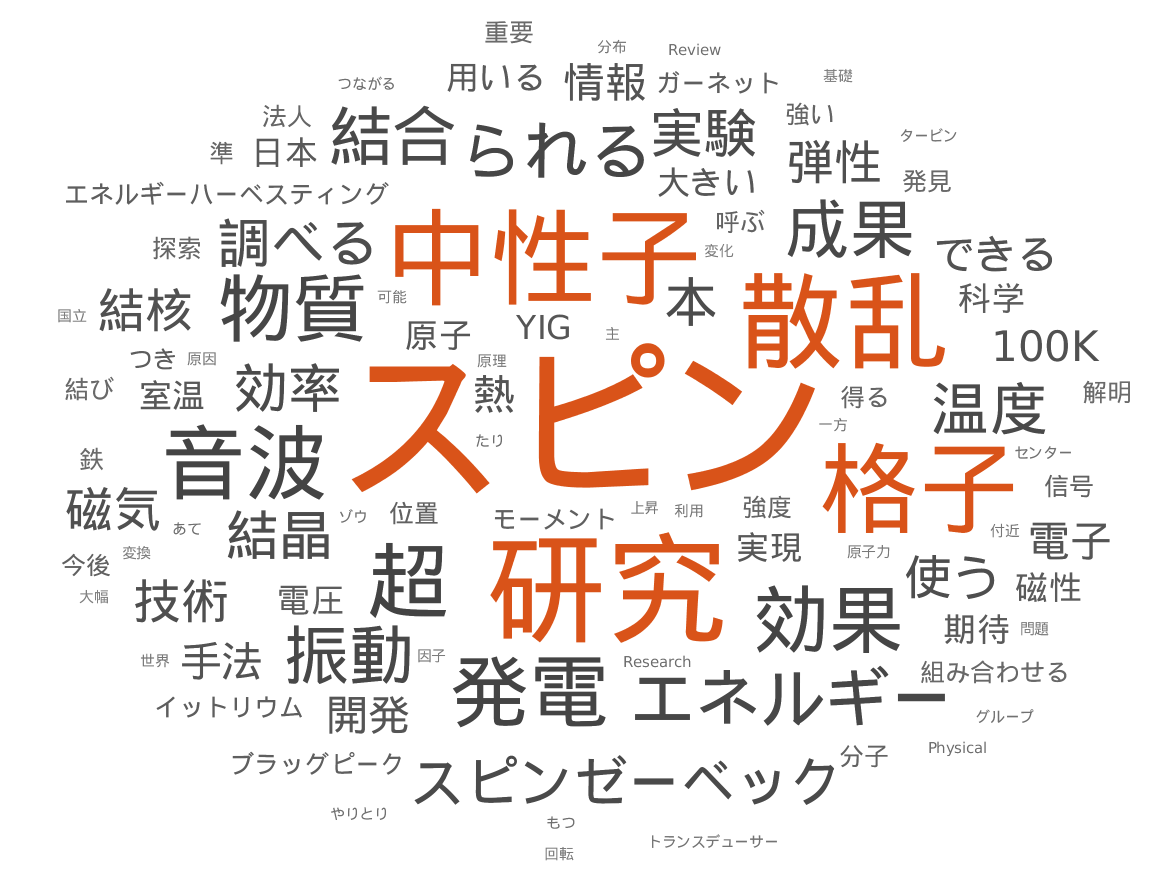 重要
分布
Review
つながる
用いる
情報
ガーネット
基礎
法人
結合
られる
実験
強い
タービン
準
日本
大きい
弾性
発見
エネルギーハーベスティング
探索
調べる
中性子
呼ぶ
変化
成果
できる
国立
結核
物質
可能
原子
YIG
主
本
散乱
科学
100K
つき
原因
原理
結び
室温
効率
熱
スピン
得る
一方
温度
解明
たり
鉄
音波
格子
センター
信号
磁気
あて
結晶
ゾウ
位置
モーメント
上昇
利用
強度
付近
電子
今後
変換
超
研究
実現
原子力
使う
磁性
大幅
技術
電圧
効果
期待
問題
世界
手法
振動
因子
発電
Research
エネルギー
組み合わせる
イットリウム
開発
グループ
ブラッグピーク
スピンゼーベック
分子
Physical
やりとり
もつ
トランスデューサー
回転